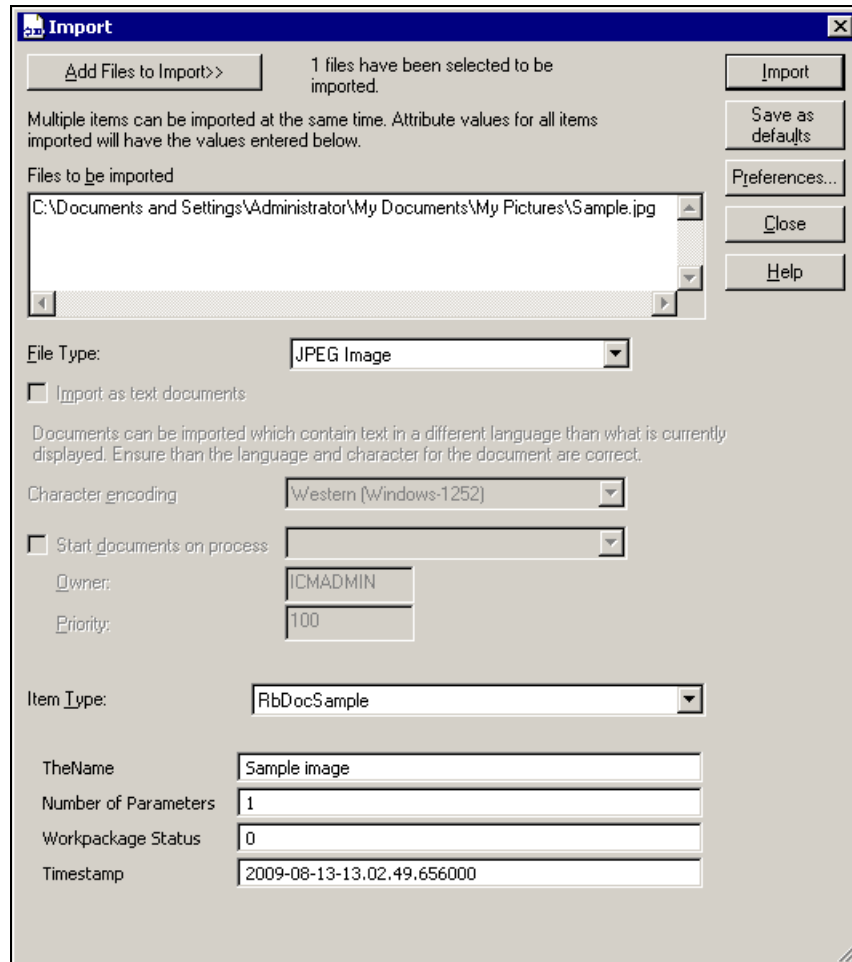 Import
Add Files to Import>>
1 files have been selected to be
imported.
Import
Multiple items can be imported at the same time. Attribute values for all items
imported will have the values entered below.
Save as
defaults
Files to be imported
Preferences...
C:\Documents and Settings\Administrator\My Documents\My Pictures\Sample.jpg
Close
Help
File Type:
JPEG Image
Import as text documents
Documents can be imported which contain text in a different language than what is currently
displayed. Ensure than the language and character for the document are correct.
Character encoding
Western (Windows-1252)
Start documents on process
Owner:
ICMADMIN
Priority:
100
Item Type:
RbDocSample
TheName
Sample image
Number of Parameters
1
Workpackage Status
0
Timestamp
2009-08-13-13.02.49.656000